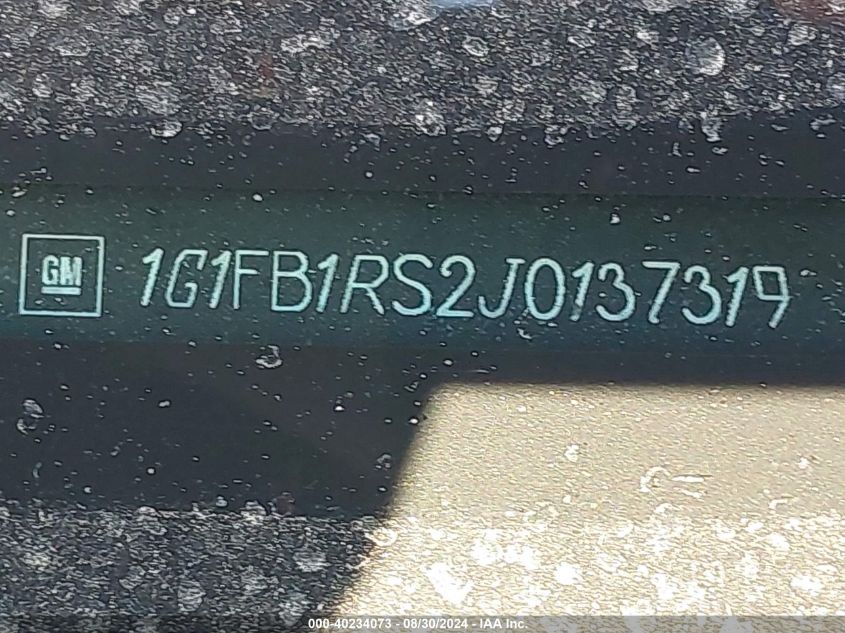 GM 1G1FB1RS2J0137319
000-40234073 - 08/30/2024 - IAA Inc.